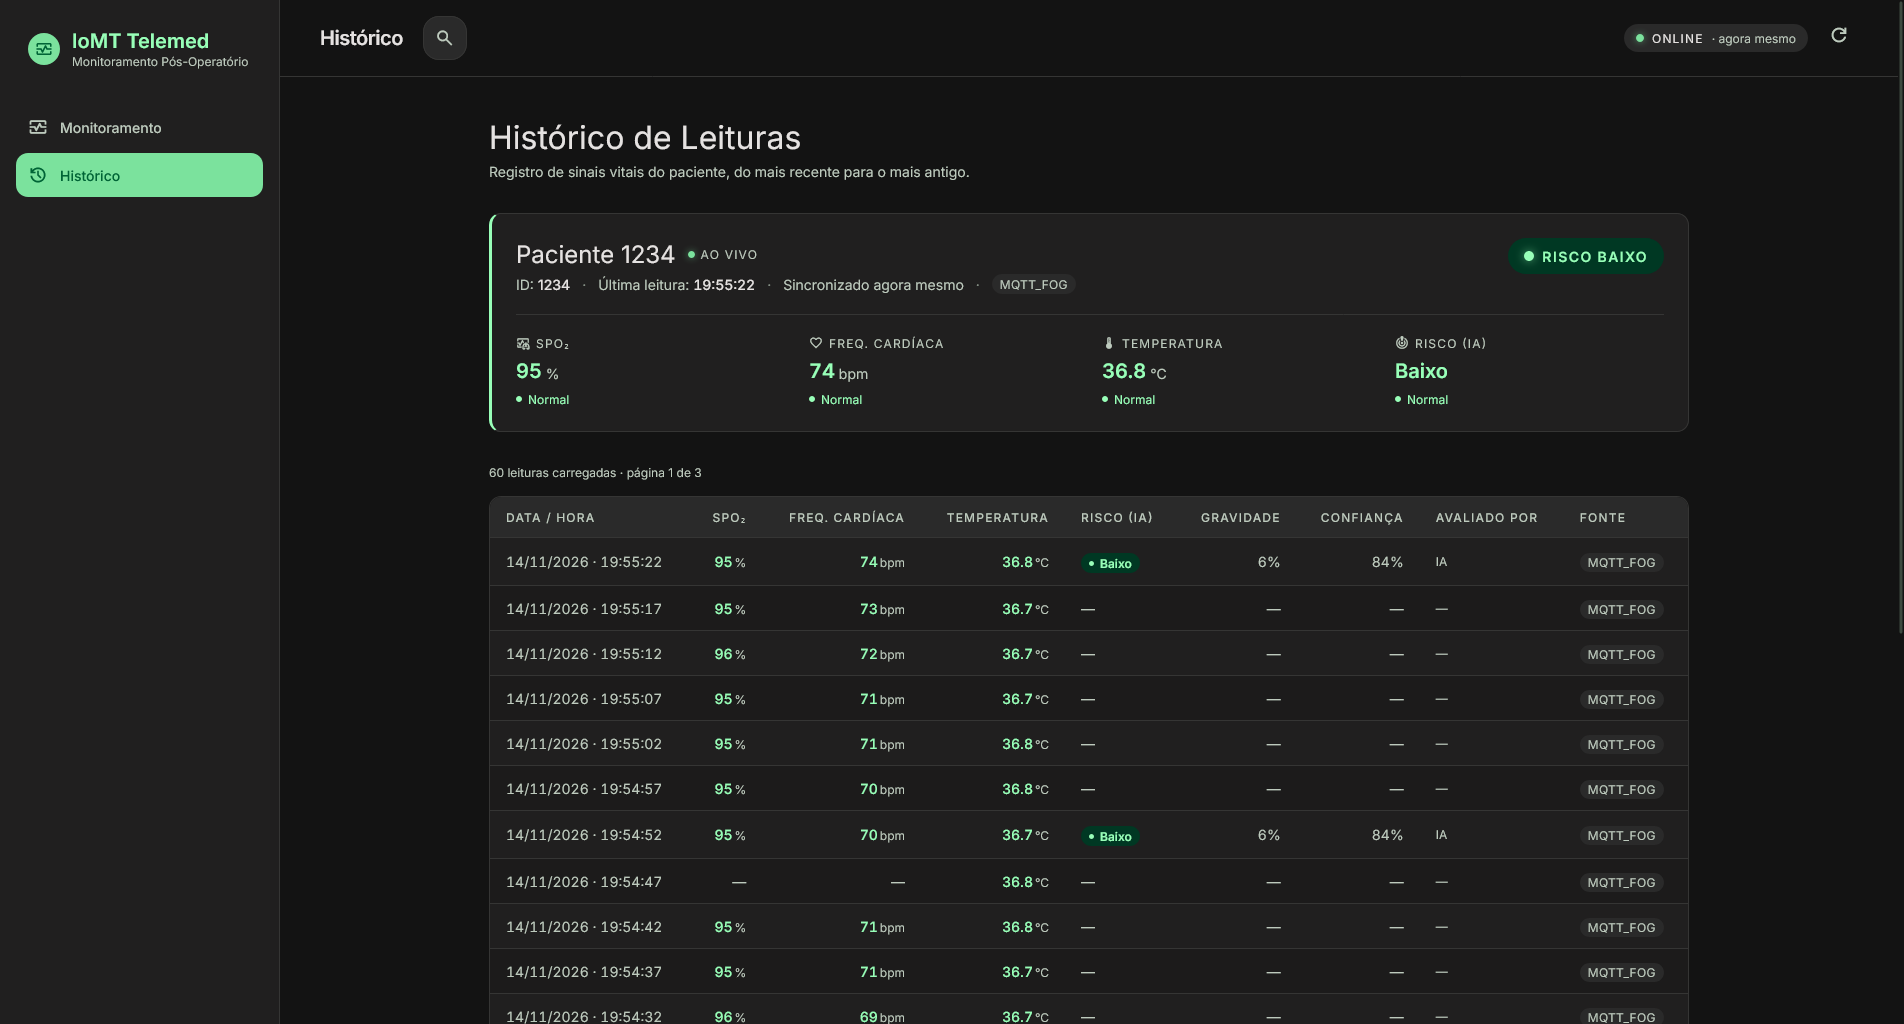 IoMT Telemed
Monitoramento Pós-Operatório
Monitoramento
Histórico
Histórico
ONLINE · agora mesmo
Histórico de Leituras
Registro de sinais vitais do paciente, do mais recente para o mais antigo.
Paciente 1234 AO VIVO
RISCO BAIXO
ID: 1234 · Última leitura: 19:55:22 · Sincronizado agora mesmo · MQTT_FOG
SPO₂ FREQ. CARDÍACA TEMPERATURA RISCO (IA)
95 % 74 bpm 36.8 °C Baixo
Normal Normal Normal Normal
60 leituras carregadas · página 1 de 3
DATA / HORA SPO₂ FREQ. CARDÍACA TEMPERATURA RISCO (IA) GRAVIDADE CONFIANÇA AVALIADO POR FONTE
14/11/2026 · 19:55:22 95 % 74 bpm 36.8 °C Baixo 6% 84% IA MQTT_FOG
14/11/2026 · 19:55:17 95 % 73 bpm 36.7 °C — — — — MQTT_FOG
14/11/2026 · 19:55:12 96 % 72 bpm 36.7 °C — — — — MQTT_FOG
14/11/2026 · 19:55:07 95 % 71 bpm 36.7 °C — — — — MQTT_FOG
14/11/2026 · 19:55:02 95 % 71 bpm 36.8 °C — — — — MQTT_FOG
14/11/2026 · 19:54:57 95 % 70 bpm 36.8 °C — — — — MQTT_FOG
14/11/2026 · 19:54:52 95 % 70 bpm 36.7 °C Baixo 6% 84% IA MQTT_FOG
14/11/2026 · 19:54:47 — — 36.8 °C — — — — MQTT_FOG
14/11/2026 · 19:54:42 95 % 71 bpm 36.8 °C — — — — MQTT_FOG
14/11/2026 · 19:54:37 95 % 71 bpm 36.7 °C — — — — MQTT_FOG
14/11/2026 · 19:54:32 96 % 69 bpm 36.7 °C — — — — MQTT_FOG